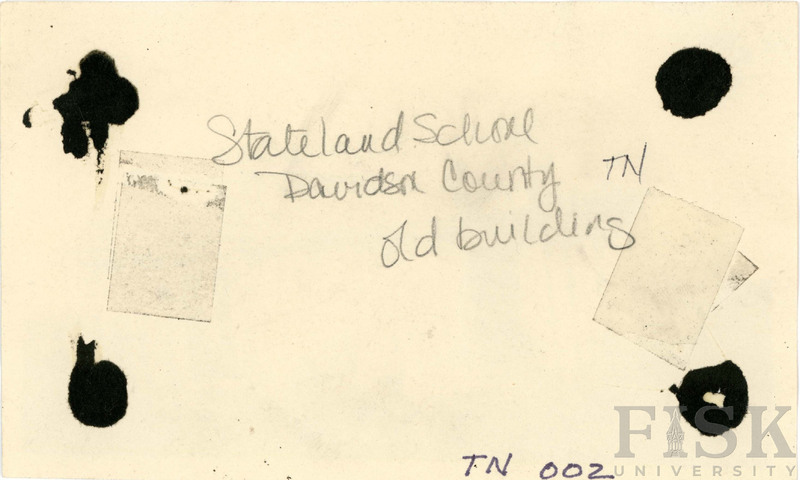 Stateland School
Davidson County TN
old building
TN 002
FISK
UNIVERSITY